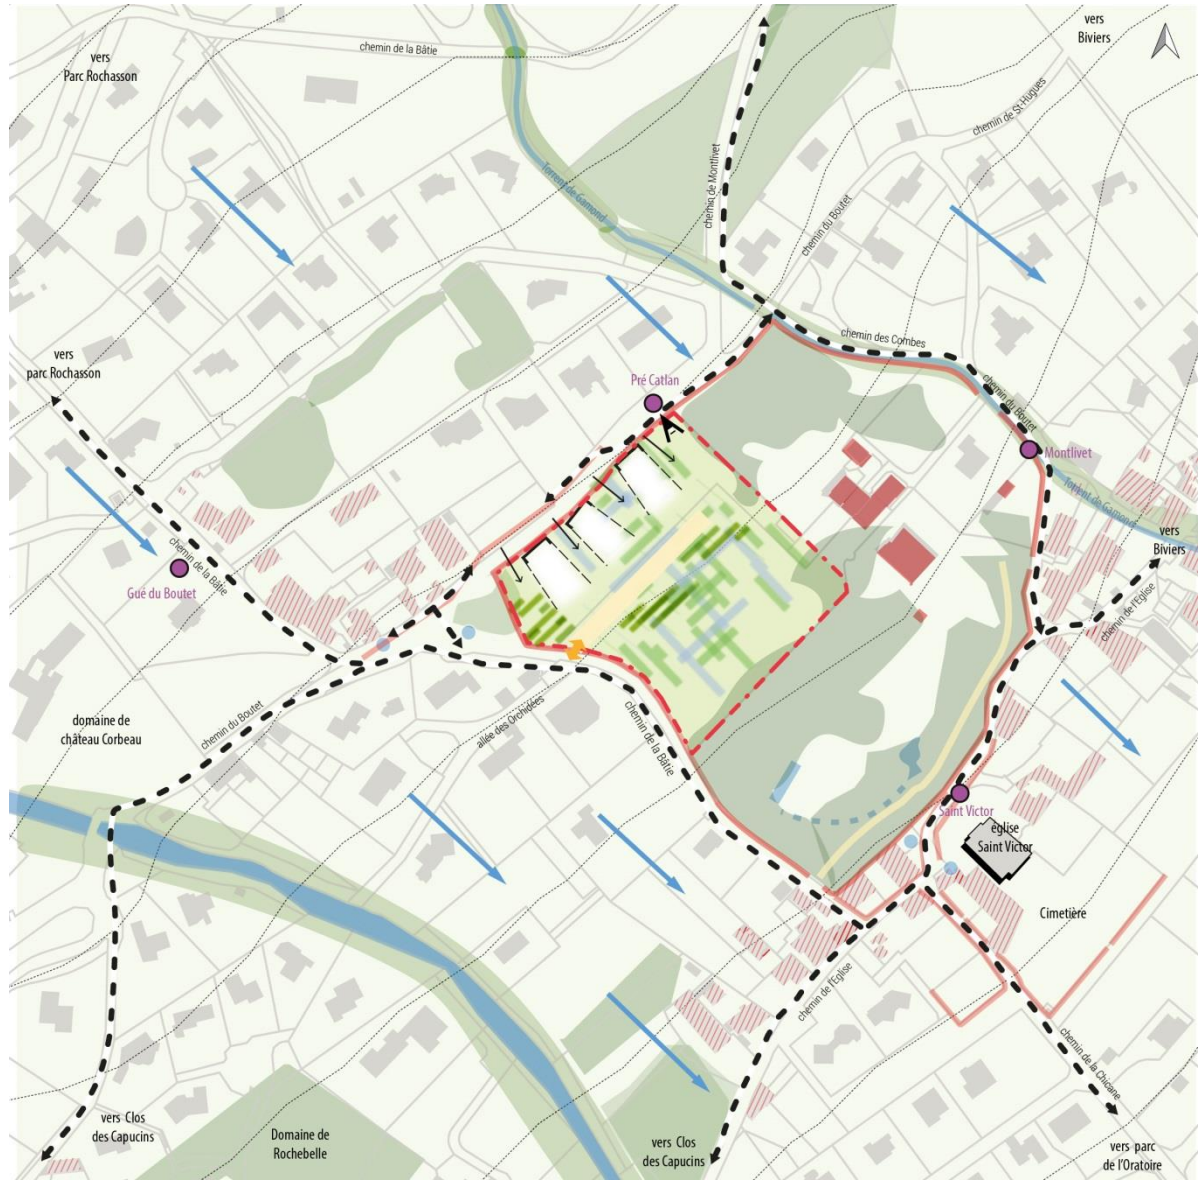 vers
Parc Rochasson
chemin de la Bâtie
vers
Biviers
chemin de St-Hugues
Torrent de Gamond
chemin de Montlivet
chemin du Boutet
chemin des Combes
vers
parc Rochasson
Pré Catlan
chemin du Boutet
Montlivet
Torrent de Gamond
vers
Biviers
chemin de la Bâtie
Gué du Boutet
chemin de l'Eglise
domaine de
château Corbeau
chemin du Boutet
allée des Orchidées
chemin de la Bâtie
Saint Victor
église
Saint Victor
Cimetière
chemin de l'Eglise
chemin de la Chicane
vers Clos
des Capucins
Domaine de
Rochebelle
vers Clos
des Capucins
vers parc
de l'Oratoire